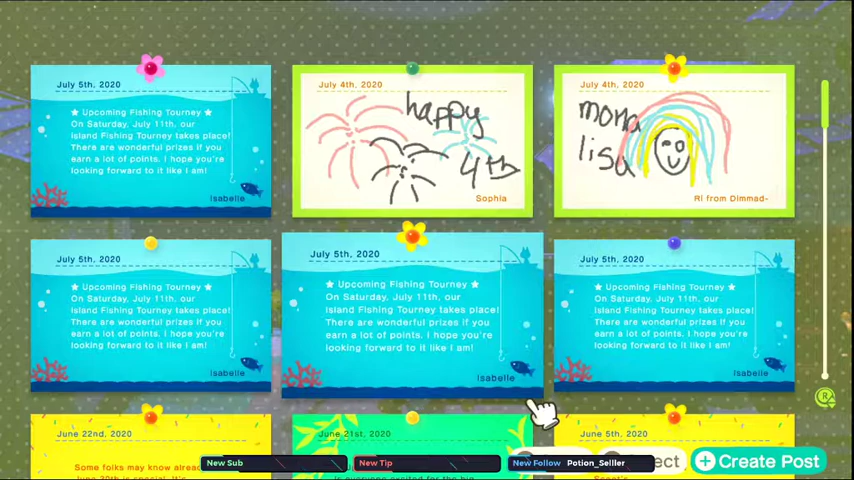 July 5th, 2020
★ Upcoming Fishing Tourney ★
On Saturday, July 11th, our
Island Fishing Tourney takes place!
There are wonderful prizes if you
earn a lot of points. I hope you're
looking forward to it like I am!
Isabelle
July 4th, 2020
happy
4th
Sophia
July 4th, 2020
mona
lisa
Ri from Dimmad-
July 5th, 2020
★ Upcoming Fishing Tourney ★
On Saturday, July 11th, our
Island Fishing Tourney takes place!
There are wonderful prizes if you
earn a lot of points. I hope you're
looking forward to it like I am!
Isabelle
July 5th, 2020
★ Upcoming Fishing Tourney ★
On Saturday, July 11th, our
Island Fishing Tourney takes place!
There are wonderful prizes if you
earn a lot of points. I hope you're
looking forward to it like I am!
Isabelle
July 5th, 2020
★ Upcoming Fishing Tourney ★
On Saturday, July 11th, our
Island Fishing Tourney takes place!
There are wonderful prizes if you
earn a lot of points. I hope you're
looking forward to it like I am!
Isabelle
June 22nd, 2020
Some folks may know alread
June 21st, 2020
June 5th, 2020
New Sub
New Tip
New Follow Potion_Selller
+ Create Post
R